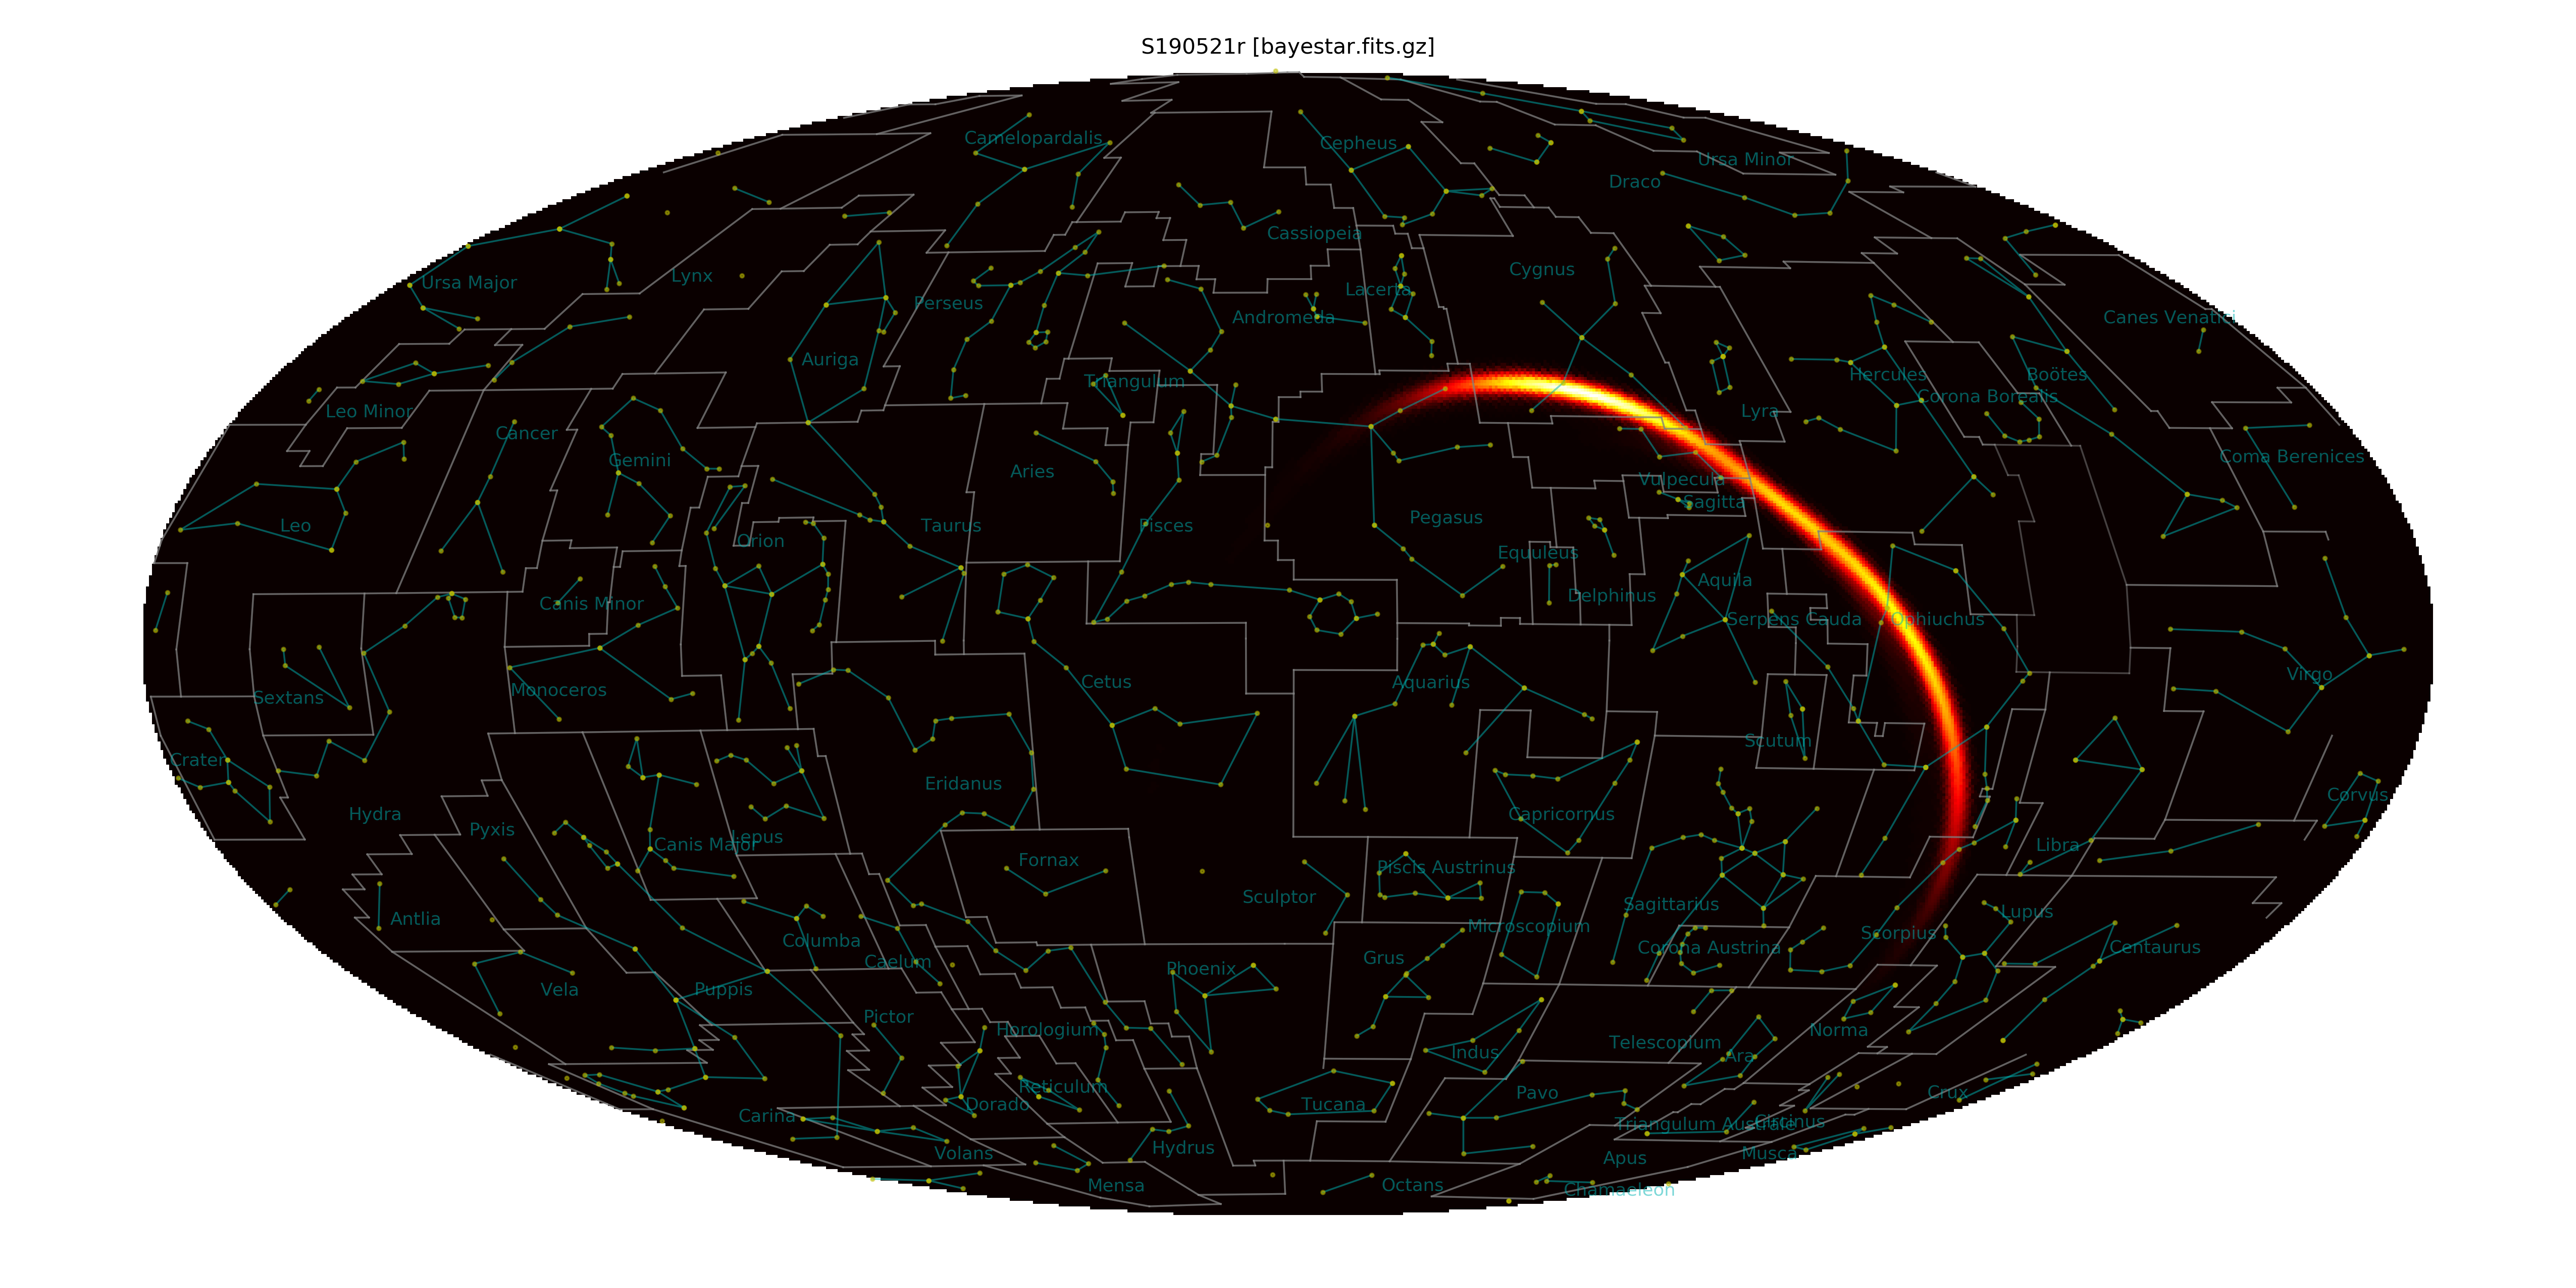 S190521r [bayestar.fits.gz]
Camelopardalis
Cepheus
Ursa Minor
Draco
Cassiopeia
Cygnus
Lynx
Ursa Major
Lacerta
Perseus
Andromeda
Canes Venatici
Auriga
Hercules
Boötes
Triangulum
Corona Borealis
Leo Minor
Lyra
Cancer
Coma Berenices
Gemini
Aries
Vulpecula
Sagitta
Pegasus
Leo
Taurus
Pisces
Orion
Equuleus
Aquila
Delphinus
Canis Minor
Serpens Cauda
Ophiuchus
Virgo
Cetus
Aquarius
Monoceros
Sextans
Scutum
Crater
Eridanus
Corvus
Hydra
Capricornus
Pyxis
Lepus
Canis Major
Libra
Fornax
Piscis Austrinus
Sculptor
Sagittarius
Lupus
Antlia
Microscopium
Scorpius
Columba
Corona Austrina
Centaurus
Grus
Caelum
Phoenix
Vela
Puppis
Pictor
Horologium
Norma
Telescopium
Indus
Ara
Reticulum
Pavo
Crux
Dorado
Tucana
Carina
Triangulum Australe
Circinus
Hydrus
Volans
Musca
Apus
Mensa
Octans
Chamaeleon